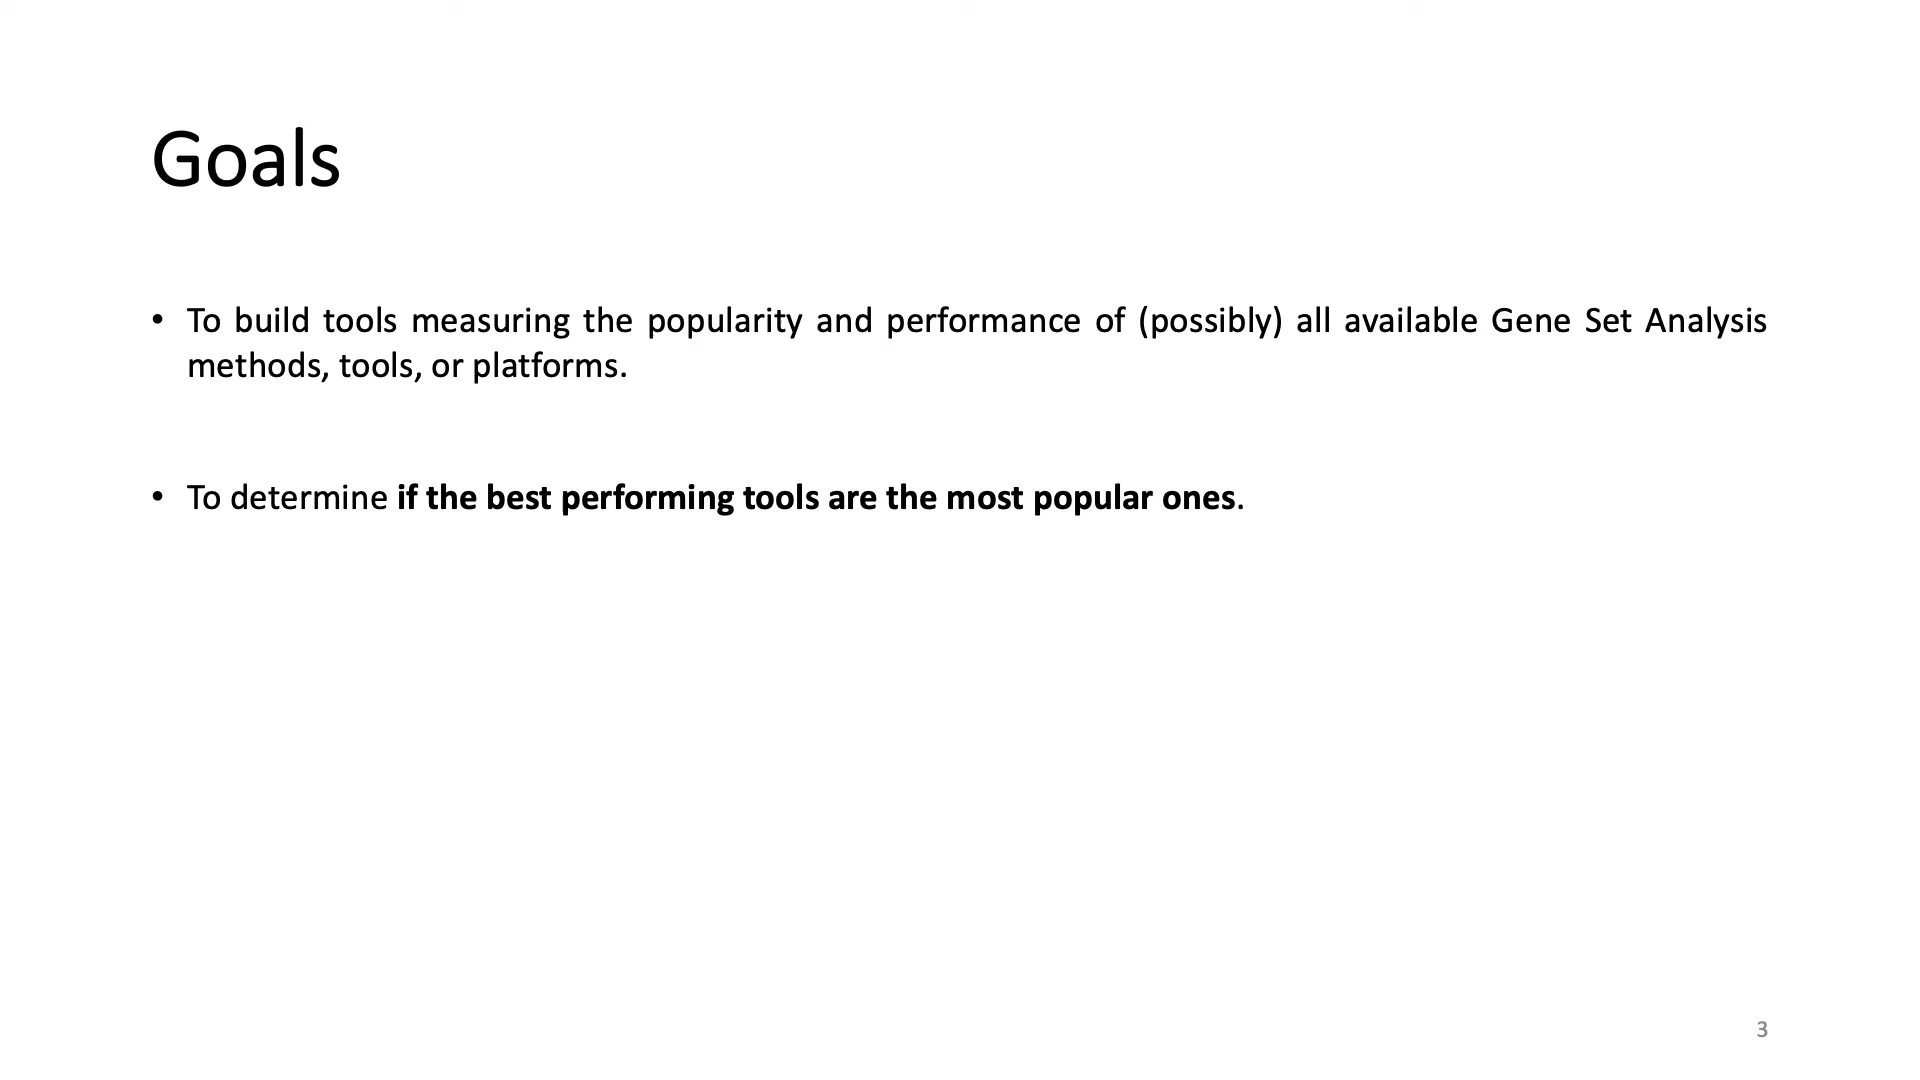 Goals
• To build tools measuring the popularity and performance of (possibly) all available Gene Set Analysis
methods, tools, or platforms.
• To determine if the best performing tools are the most popular ones.
3